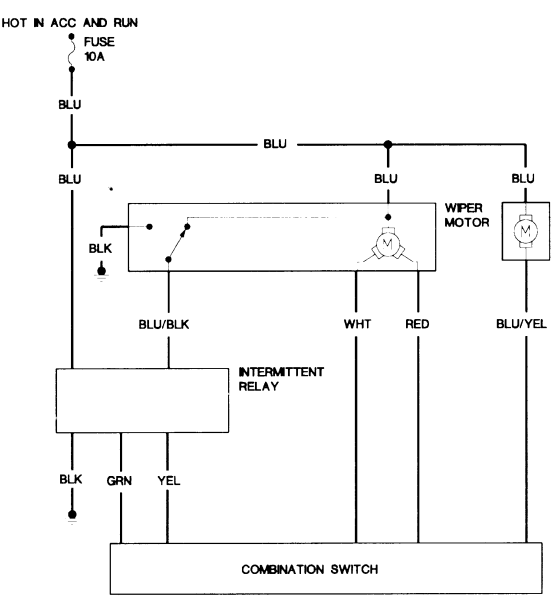 HOT IN ACC AND RUN
FUSE
10A
BLU
BLU
BLU
BLU
BLU
WIPER
MOTOR
M
M
BLK
BLU/BLK
WHT
RED
BLU/YEL
INTERMITTENT
RELAY
BLK
GRN
YEL
COMBINATION SWITCH